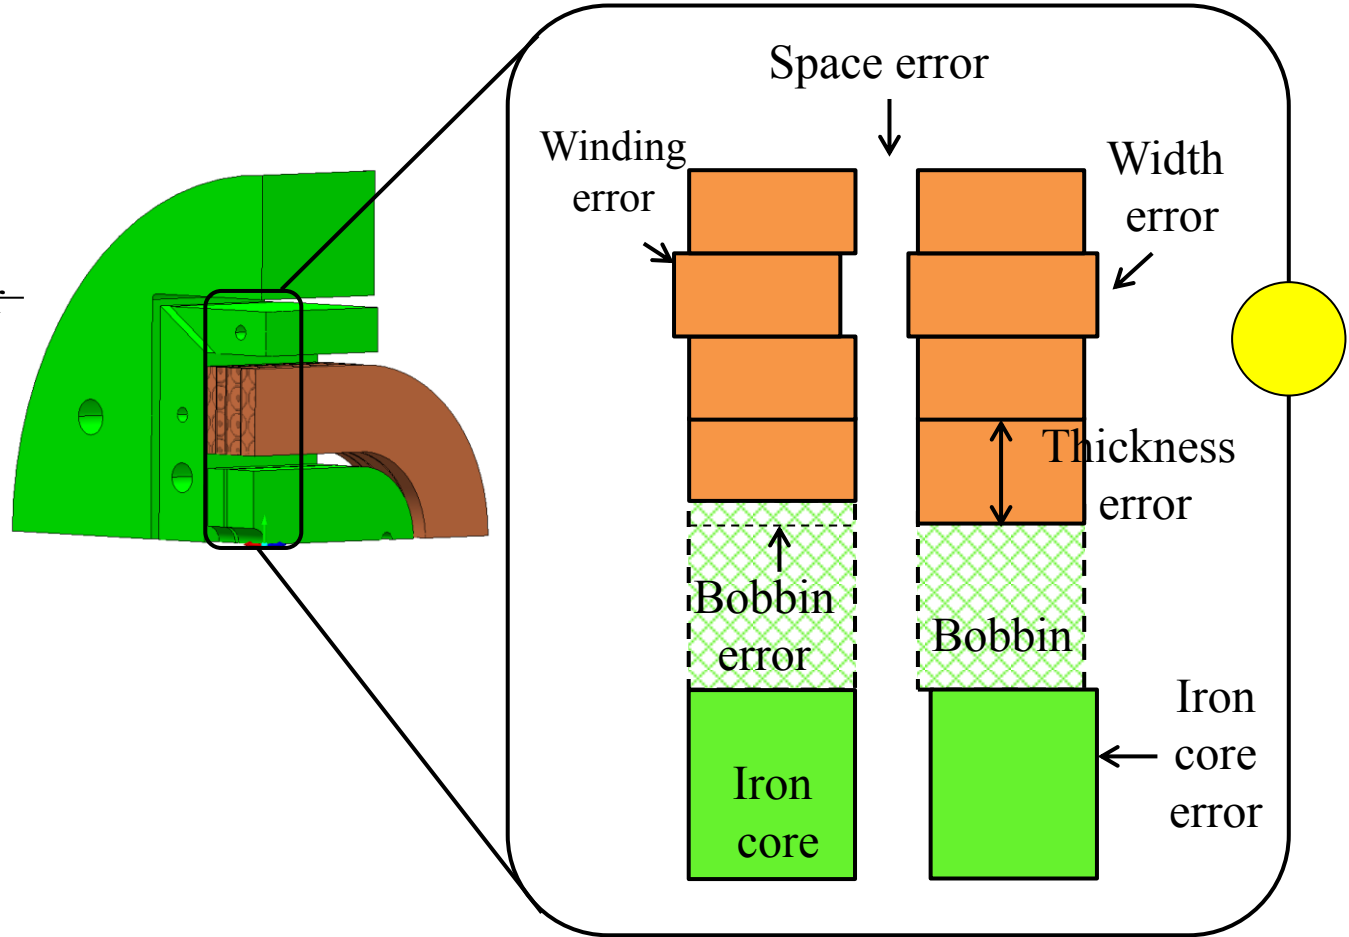 Space error
Winding
error
Width
error
Thickness
error
Bobbin
error
Bobbin
Iron
core
Iron
core
error